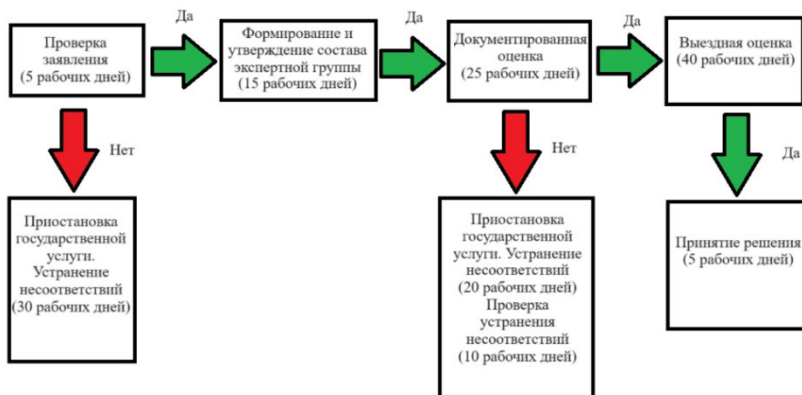 Проверка
заявления
(5 рабочих дней)
Да
Формирование и
утверждение состава
экспертной группы
(15 рабочих дней)
Да
Документированная
оценка
(25 рабочих дней)
Да
Выездная оценка
(40 рабочих дней)
Нет
Нет
Да
Приостановка
государственной
услуги.
Устранение
несоответствий
(30 рабочих дней)
Приостановка
государственной
услуги. Устранение
несоответствий
(20 рабочих дней)
Проверка
устранения
несоответствий
(10 рабочих дней)
Принятие решения
(5 рабочих дней)